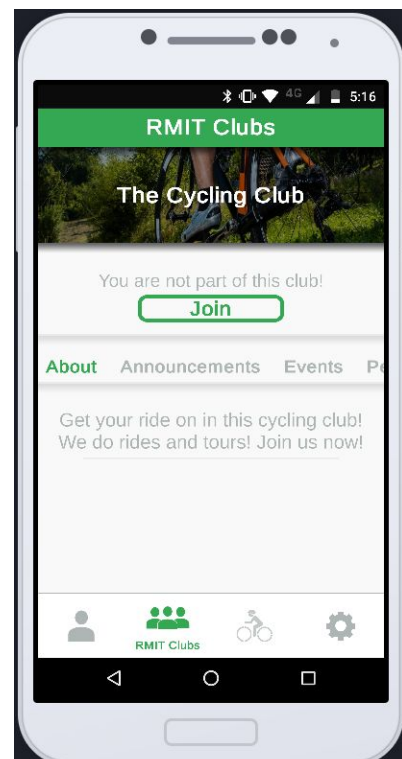 4G 5:16
RMIT Clubs
The Cycling Club
You are not part of this club!
Join
About Announcements Events Pe
Get your ride on in this cycling club!
We do rides and tours! Join us now!
RMIT Clubs